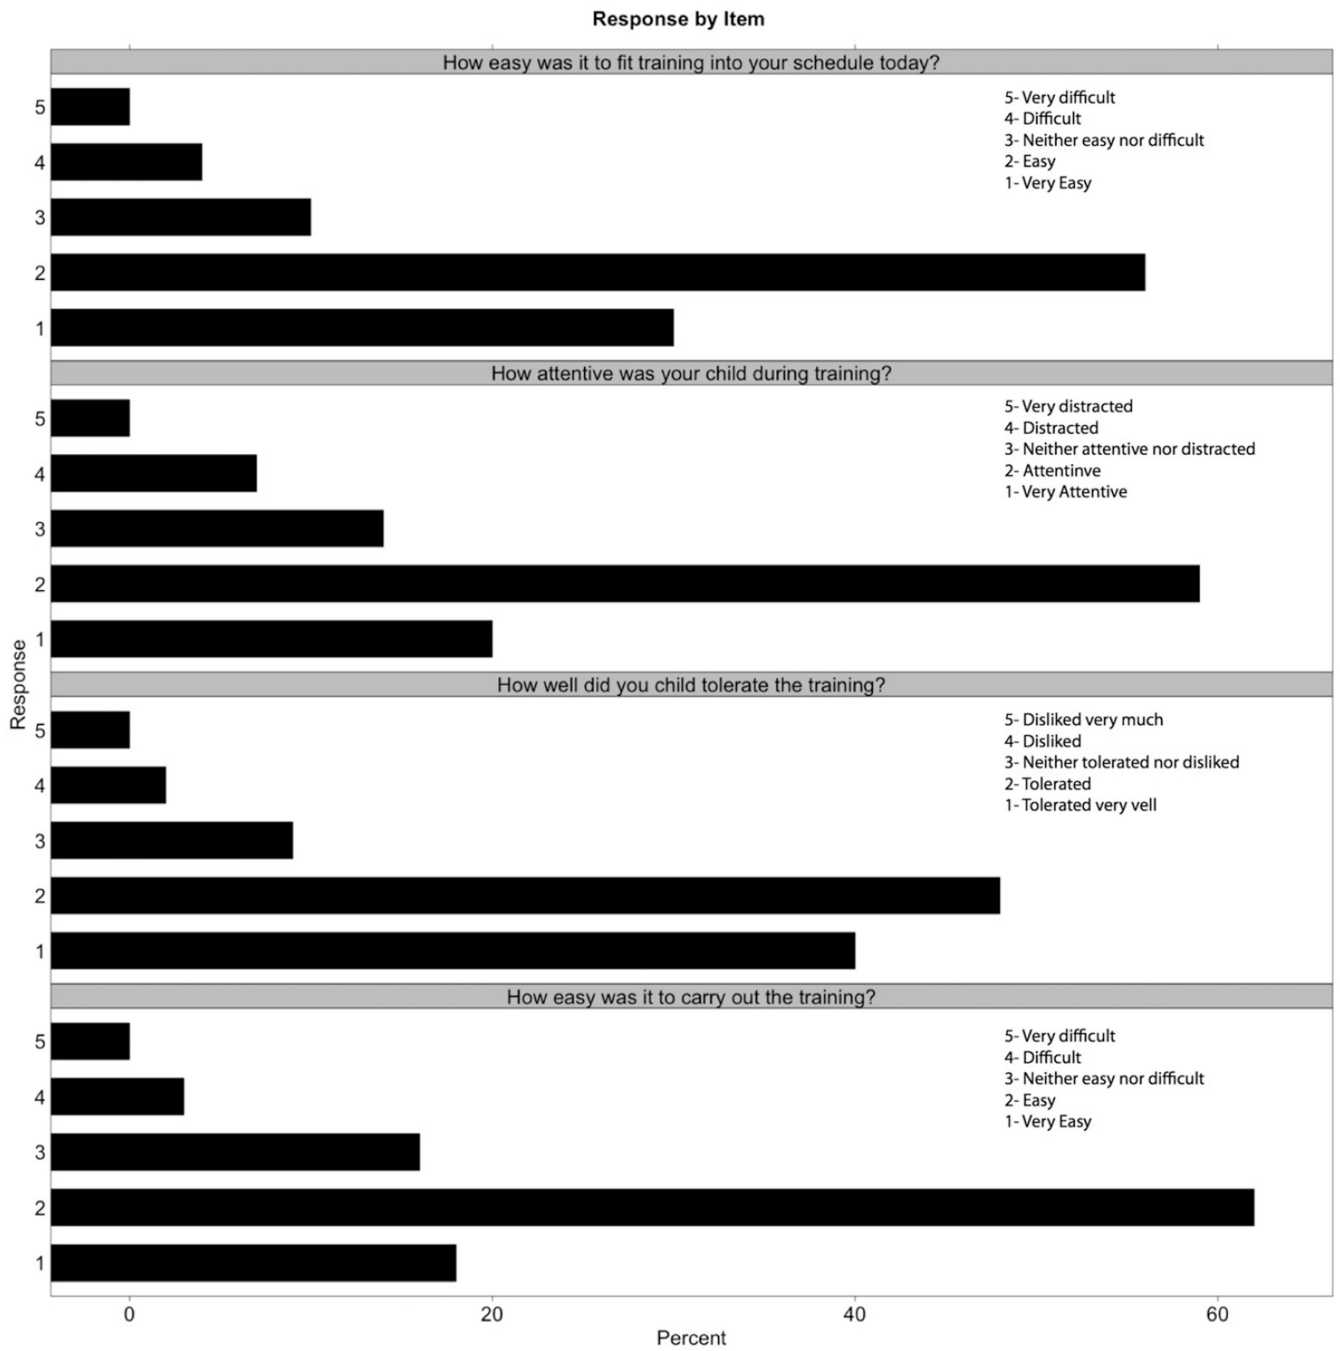 Response by Item
How easy was it to fit training into your schedule today?
5
4
3
2
1
5- Very difficult
4- Difficult
3- Neither easy nor difficult
2- Easy
1- Very Easy
How attentive was your child during training?
5
4
3
2
1
5- Very distracted
4- Distracted
3- Neither attentive nor distracted
2- Attentinve
1- Very Attentive
How well did you child tolerate the training?
5
4
3
2
1
5- Disliked very much
4- Disliked
3- Neither tolerated nor disliked
2- Tolerated
1- Tolerated very vell
How easy was it to carry out the training?
5
4
3
2
1
5- Very difficult
4- Difficult
3- Neither easy nor difficult
2- Easy
1- Very Easy
Response
0 20 40 60
Percent